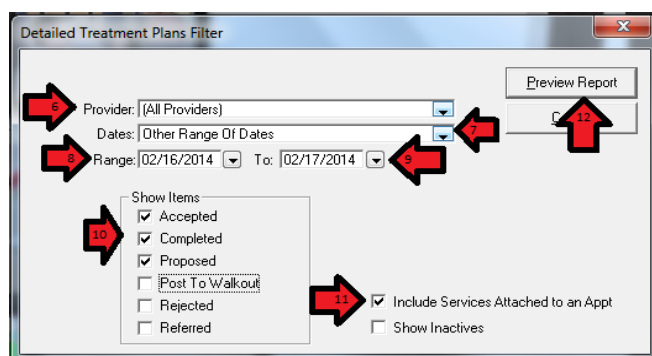 Detailed Treatment Plans Filter
Preview Report
6 Provider: (All Providers)
12
Dates: Other Range Of Dates 7
8 Range: 02/16/2014 To: 02/17/2014 9
Show Items
Accepted
10 Completed
Proposed
Post To Walkout
Rejected
Referred
11 Include Services Attached to an Appt
Show Inactives